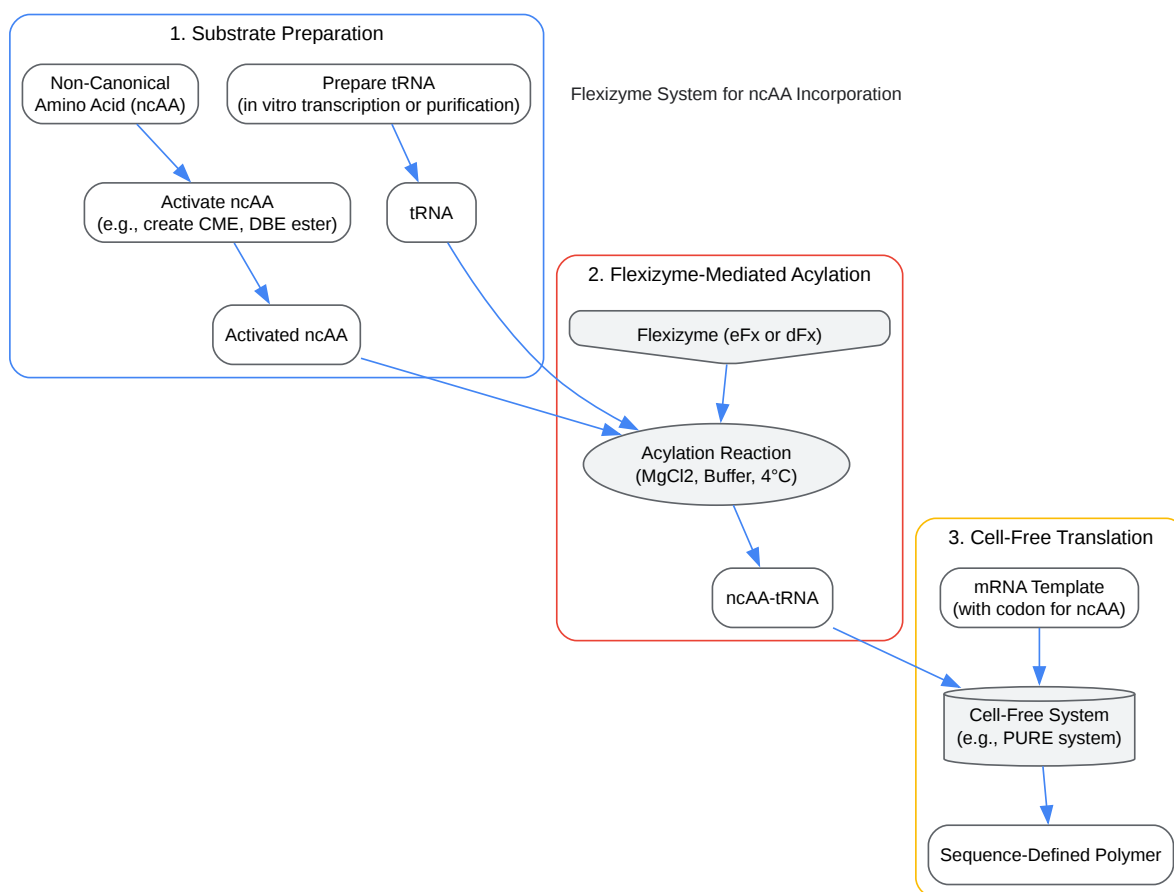 1. Substrate Preparation
Non-Canonical
Amino Acid (ncAA)
Prepare tRNA
(in vitro transcription or purification)
Flexizyme System for ncAA Incorporation
Activate ncAA
(e.g., create CME, DBE ester)
tRNA
Activated ncAA
2. Flexizyme-Mediated Acylation
Flexizyme (eFx or dFx)
Acylation Reaction
(MgCl2, Buffer, 4°C)
ncAA-tRNA
3. Cell-Free Translation
mRNA Template
(with codon for ncAA)
Cell-Free System
(e.g., PURE system)
Sequence-Defined Polymer